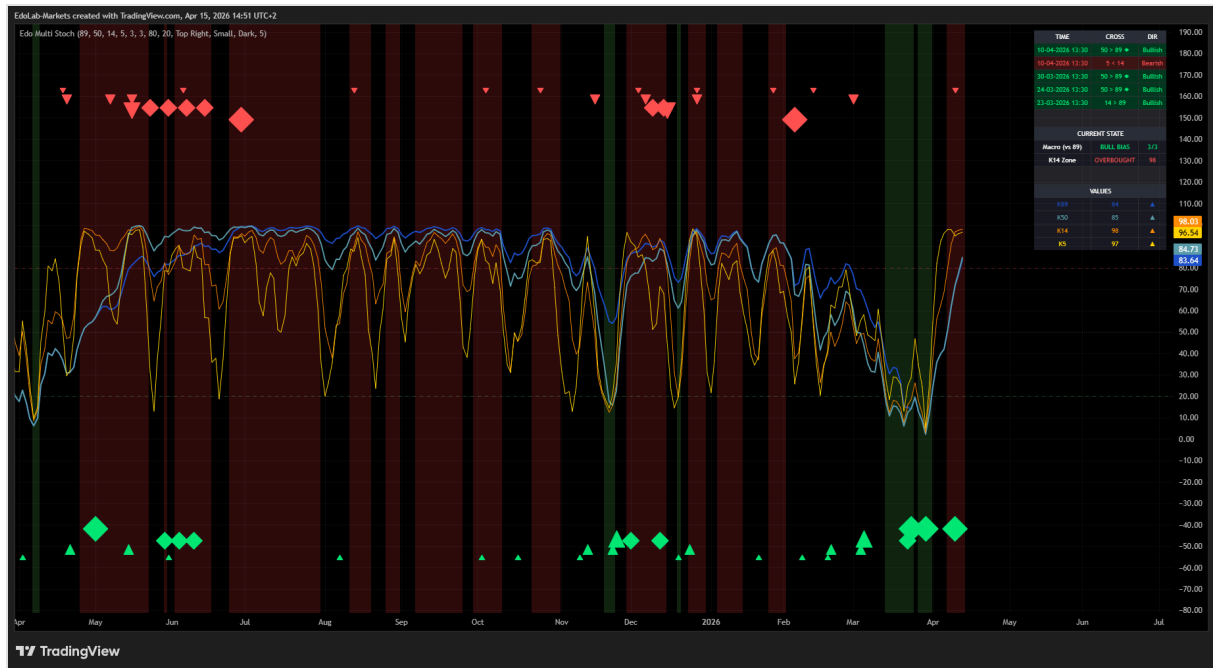 EdoLab-Markets created with TradingView.com, Apr 15, 2026 14:51 UTC+2
Edo Multi Stoch (89, 50, 14, 5, 3, 3, 80, 20, Top Right, Small, Dark, 5)
TIME CROSS DIR
10-04-2026 13:30 50 > 89 ◆ Bullish
10-04-2026 13:30 5 < 14 Bearish
30-03-2026 13:30 50 > 89 ◆ Bullish
24-03-2026 13:30 50 > 89 ◆ Bullish
23-03-2026 13:30 14 > 89 Bullish
CURRENT STATE
Macro (vs 89) BULL BIAS 3/3
K14 Zone OVERBOUGHT 98
VALUES
K89 84 ▲
K50 85 ▲
K14 98 ▲
K5 97 ▲
190.00
180.00
170.00
160.00
150.00
140.00
130.00
120.00
110.00
98.03
96.54
84.71
83.64
80.00
70.00
60.00
50.00
40.00
30.00
20.00
10.00
0.00
−10.00
−20.00
−30.00
−40.00
−50.00
−60.00
−70.00
−80.00
Apr May Jun Jul Aug Sep Oct Nov Dec 2026 Feb Mar Apr May Jun Jul
TradingView